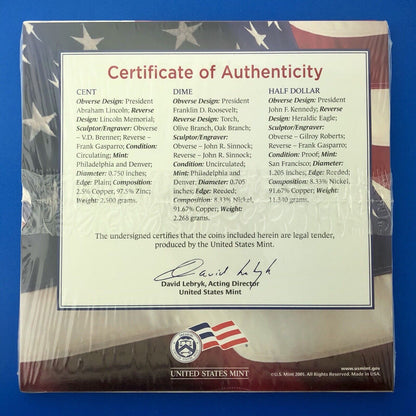 Certificate of Authenticity
CENT
Obverse Design: President
Abraham Lincoln; Reverse
Design: Lincoln Memorial;
Sculptor/Engraver: Obverse
– V.D. Brenner; Reverse –
Frank Gasparro; Condition:
Circulating; Mint:
Philadelphia and Denver;
Diameter: 0.750 inches;
Edge: Plain; Composition:
2.5% Copper, 97.5% Zinc;
Weight: 2.500 grams.
DIME
Obverse Design: President
Franklin D. Roosevelt;
Reverse Design: Torch,
Olive Branch, Oak Branch;
Sculptor/Engraver: Obverse
– John R. Sinnock;
Reverse – John R. Sinnock;
Condition: Uncirculated;
Mint: Philadelphia and
Denver; Diameter: 0.705
inches; Edge: Reeded;
Composition: 8.33% Nickel,
91.67% Copper; Weight:
2.268 grams.
HALF DOLLAR
Obverse Design: President
John F. Kennedy; Reverse
Design: Heraldic Eagle;
Sculptor/Engraver:
Obverse – Gilroy Roberts;
Reverse – Frank Gasparro;
Condition: Proof; Mint:
San Francisco; Diameter:
1.205 inches; Edge: Reeded;
Composition: 8.33% Nickel,
91.67% Copper; Weight:
11.340 grams.
The undersigned certifies that the coins included herein are legal tender,
produced by the United States Mint.
David Lebryk
David Lebryk, Acting Director
United States Mint
UNITED STATES MINT
www.usmint.gov
©U.S. Mint 2005. All Rights Reserved. Made in USA.